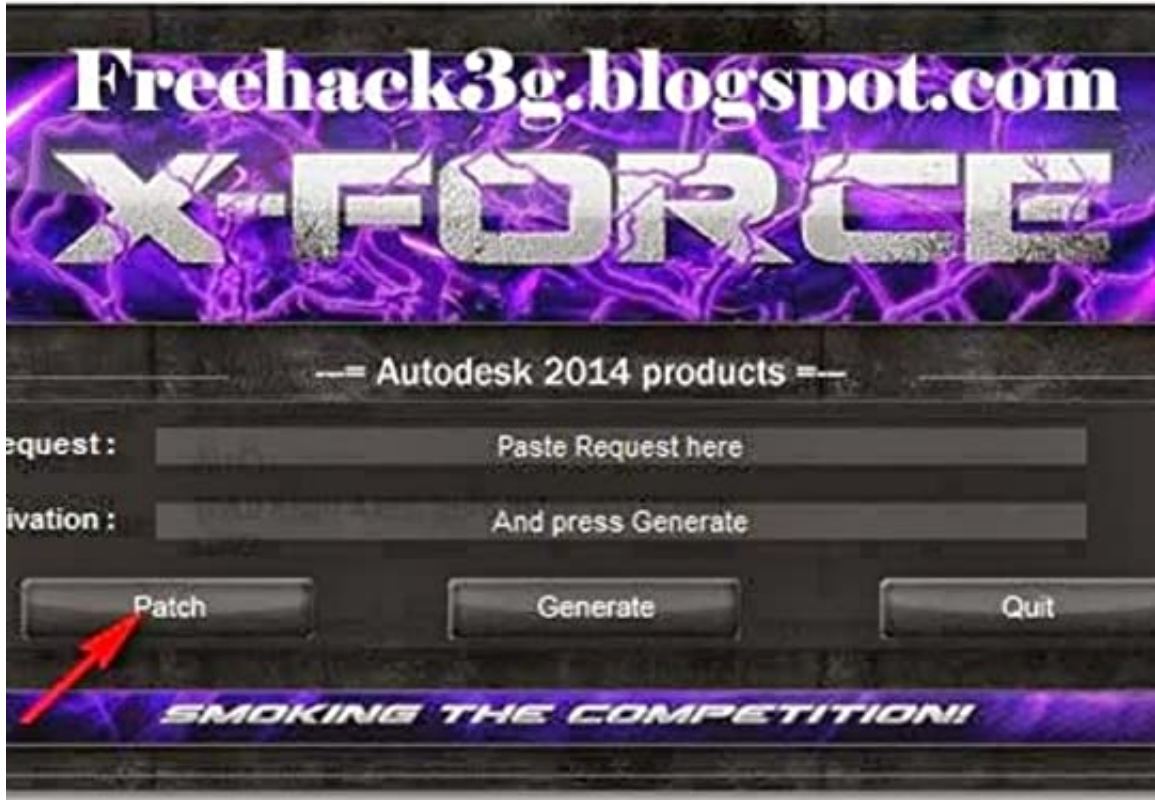 Freehack3g.blogspot.com
X-FORCE
--= Autodesk 2014 products =--
equest :
Paste Request here
ivation :
And press Generate
Patch
Generate
Quit
SMOKING THE COMPETITION!